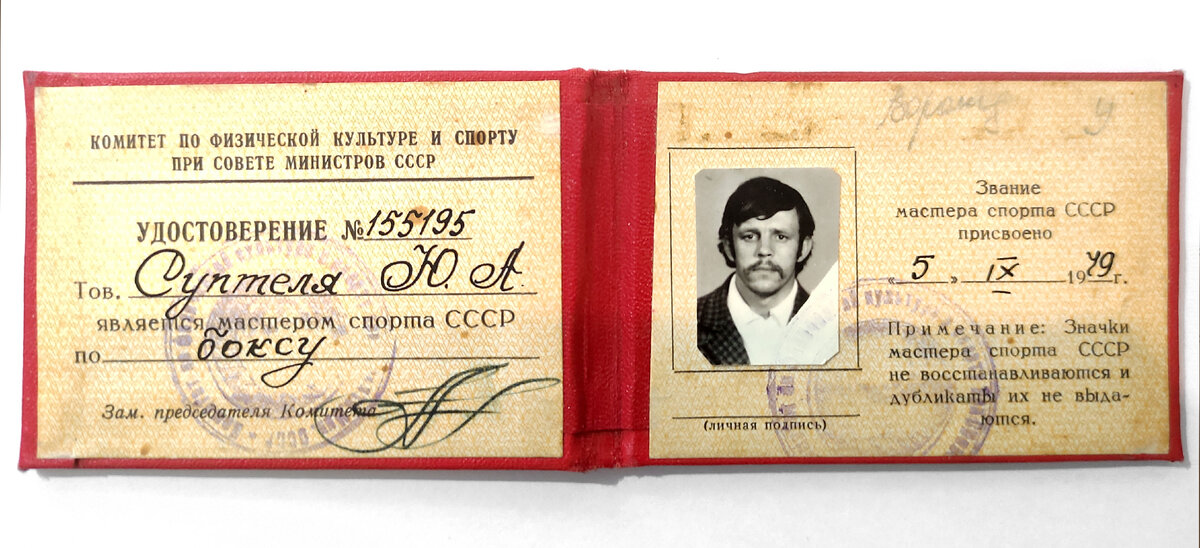 КОМИТЕТ ПО ФИЗИЧЕСКОЙ КУЛЬТУРЕ И СПОРТУ
ПРИ СОВЕТЕ МИНИСТРОВ СССР
УДОСТОВЕРЕНИЕ №155195
Тов. Суптеля Ю. А.
является мастером спорта СССР
по боксу
Зам. председателя Комитета
(личная подпись)
Звание
мастера спорта СССР
присвоено
«5» IX 1979 г.
Примечание: Значки
мастера спорта СССР
не восстанавливаются и
дубликаты их не выда-
ются.